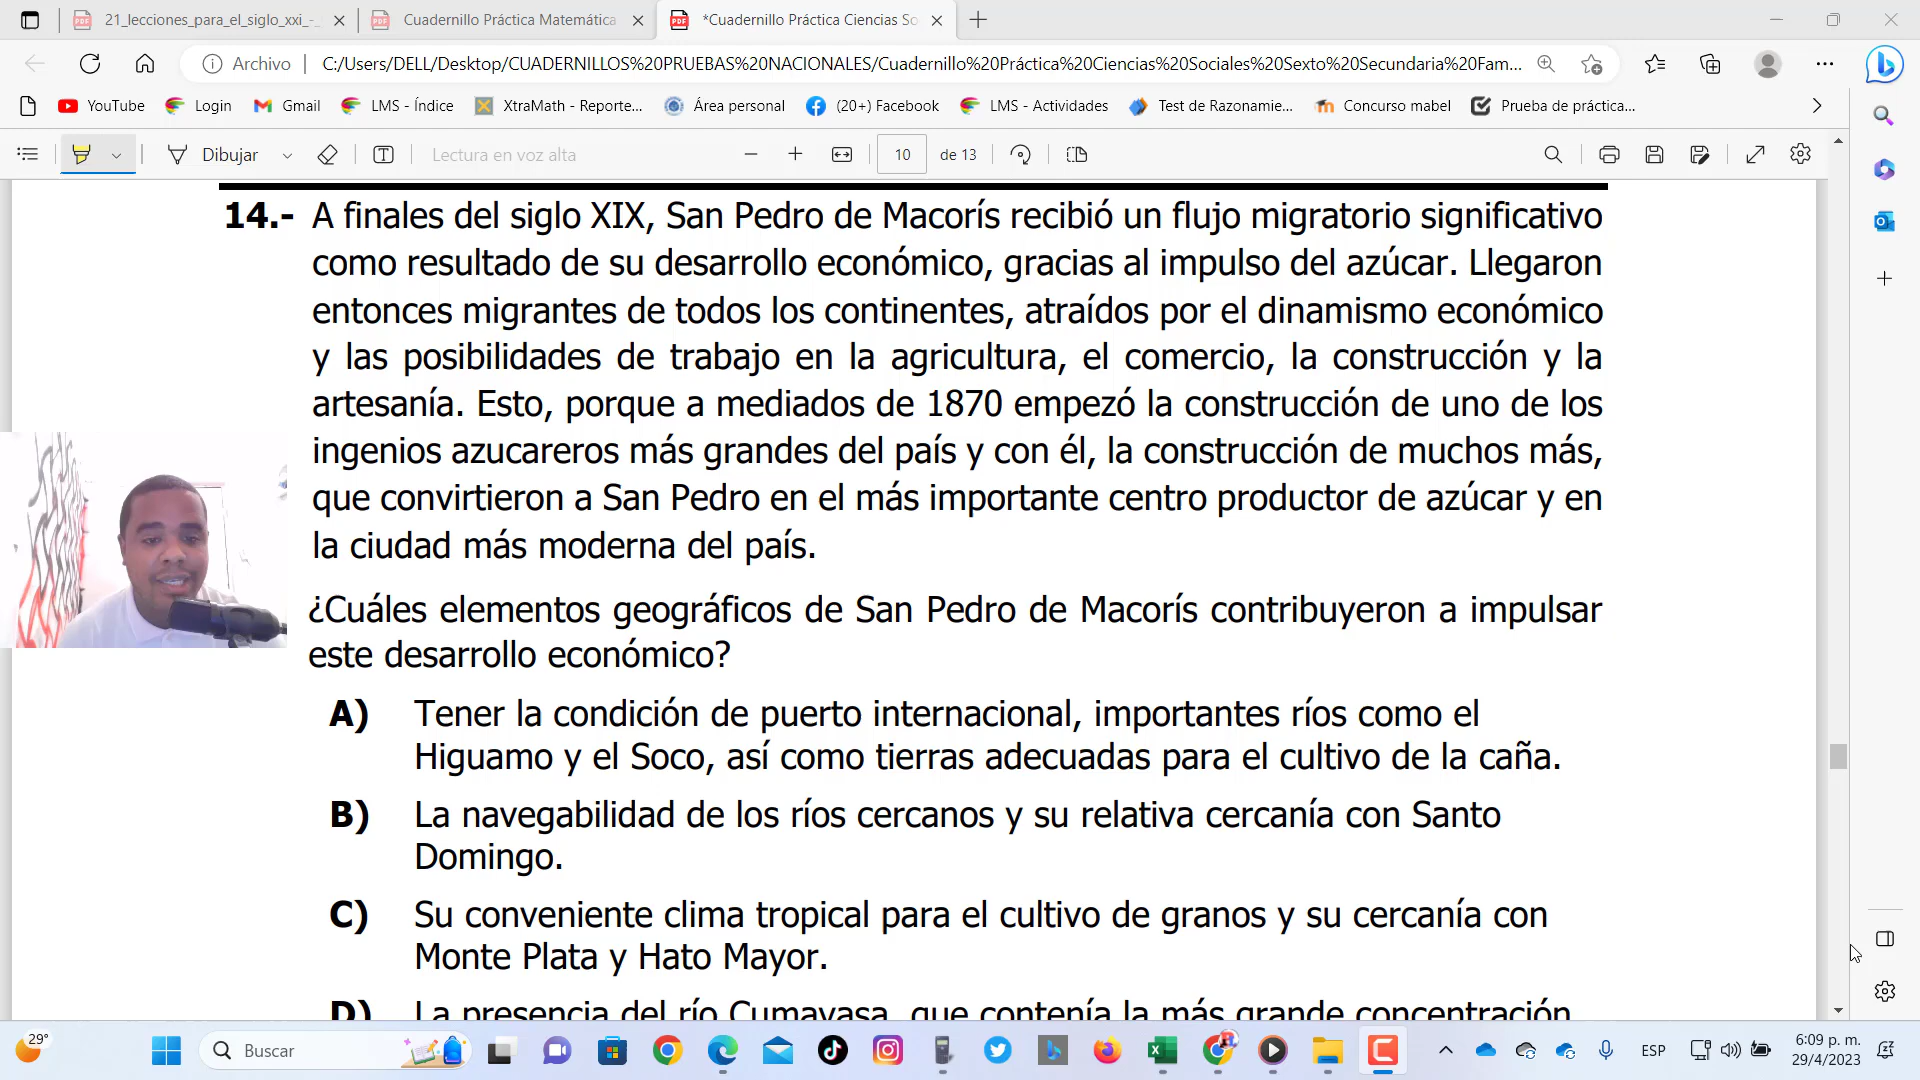 21_lecciones_para_el_siglo_xxi_-_
Cuadernillo Práctica Matemática
*Cuadernillo Práctica Ciencias So
Archivo
C:/Users/DELL/Desktop/CUADERNILLOS%20PRUEBAS%20NACIONALES/Cuadernillo%20Práctica%20Ciencias%20Sociales%20Sexto%20Secundaria%20Fam...
YouTube
Login
Gmail
LMS - Índice
XtraMath - Reporte...
Área personal
(20+) Facebook
LMS - Actividades
Test de Razonamie...
Concurso mabel
Prueba de práctica...
Dibujar
Lectura en voz alta
10
de 13
14.- A finales del siglo XIX, San Pedro de Macorís recibió un flujo migratorio significativo
como resultado de su desarrollo económico, gracias al impulso del azúcar. Llegaron
entonces migrantes de todos los continentes, atraídos por el dinamismo económico
y las posibilidades de trabajo en la agricultura, el comercio, la construcción y la
artesanía. Esto, porque a mediados de 1870 empezó la construcción de uno de los
ingenios azucareros más grandes del país y con él, la construcción de muchos más,
que convirtieron a San Pedro en el más importante centro productor de azúcar y en
la ciudad más moderna del país.
¿Cuáles elementos geográficos de San Pedro de Macorís contribuyeron a impulsar
este desarrollo económico?
A) Tener la condición de puerto internacional, importantes ríos como el
Higuamo y el Soco, así como tierras adecuadas para el cultivo de la caña.
B) La navegabilidad de los ríos cercanos y su relativa cercanía con Santo
Domingo.
C) Su conveniente clima tropical para el cultivo de granos y su cercanía con
Monte Plata y Hato Mayor.
D) La presencia del río Cumayasa, que contenía la más grande concentración
29°
Buscar
ESP
6:09 p. m.
29/4/2023